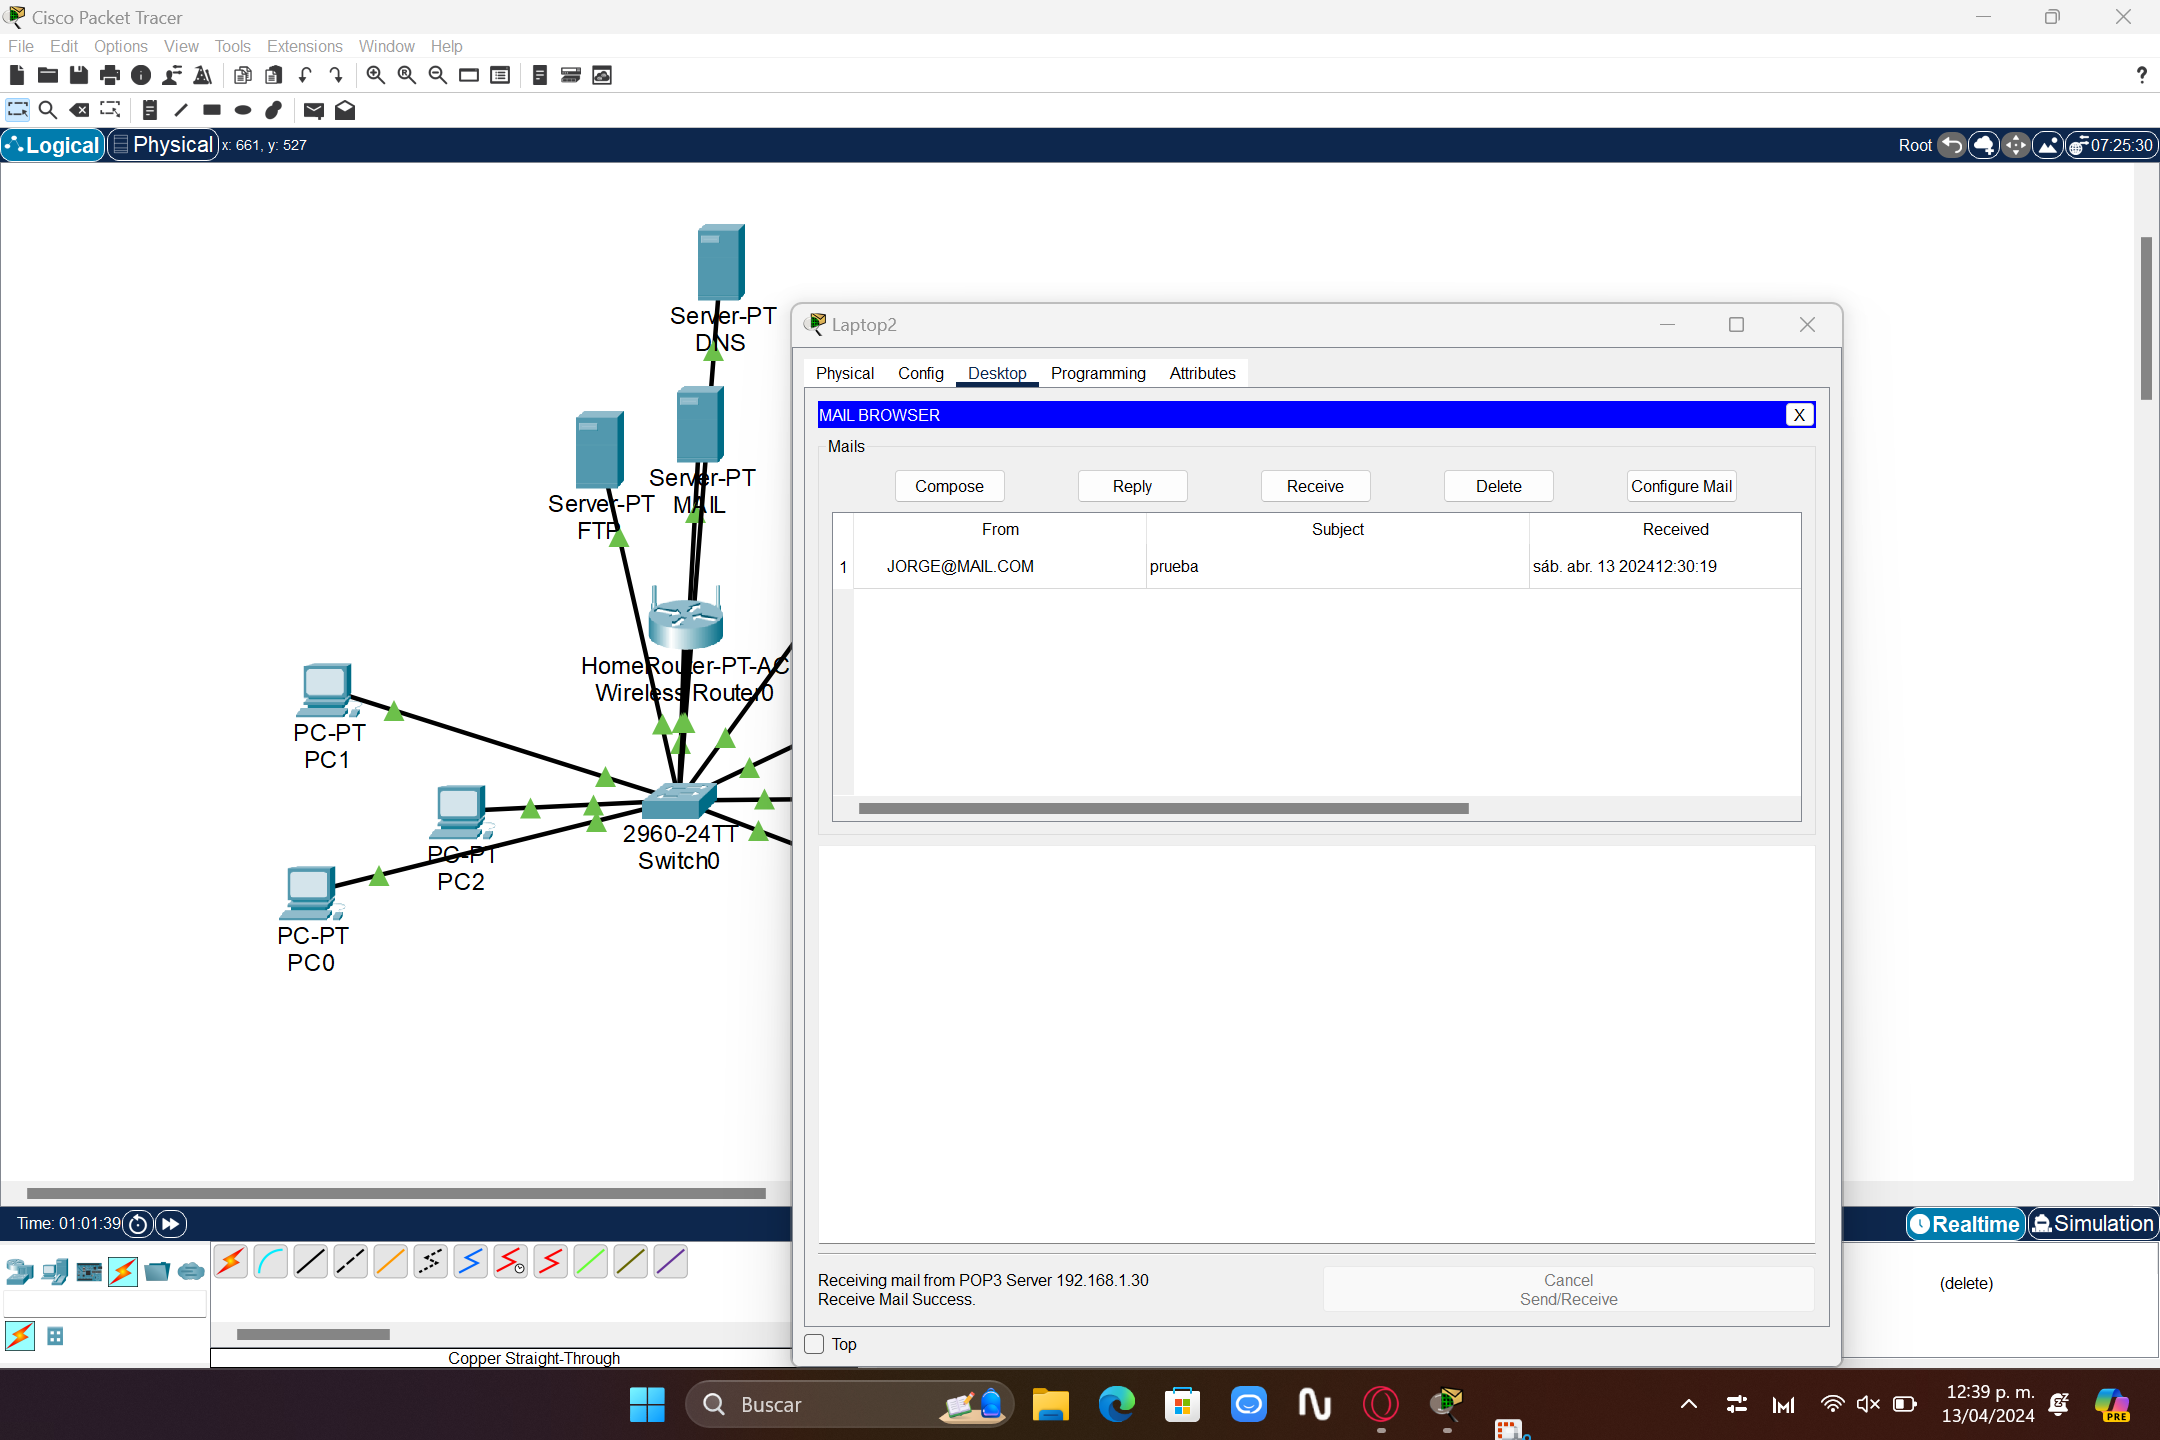 Cisco Packet Tracer
File Edit Options View Tools Extensions Window Help
?
Logical Physical x: 661, y: 527
Root 07:25:30
Server-PT
DNS
Server-PT
MAIL
Server-PT
FTP
HomeRouter-PT-AC
Wireless Router0
PC-PT
PC1
PC-PT
PC2
2960-24TT
Switch0
PC-PT
PC0
Laptop2
Physical Config Desktop Programming Attributes
MAIL BROWSER X
Mails
Compose Reply Receive Delete Configure Mail
From Subject Received
1 JORGE@MAIL.COM prueba sáb. abr. 13 202412:30:19
Receiving mail from POP3 Server 192.168.1.30
Receive Mail Success.
Cancel
Send/Receive
Top
Time: 01:01:39
Realtime Simulation
(delete)
Copper Straight-Through
Buscar
12:39 p. m.
13/04/2024
PRE